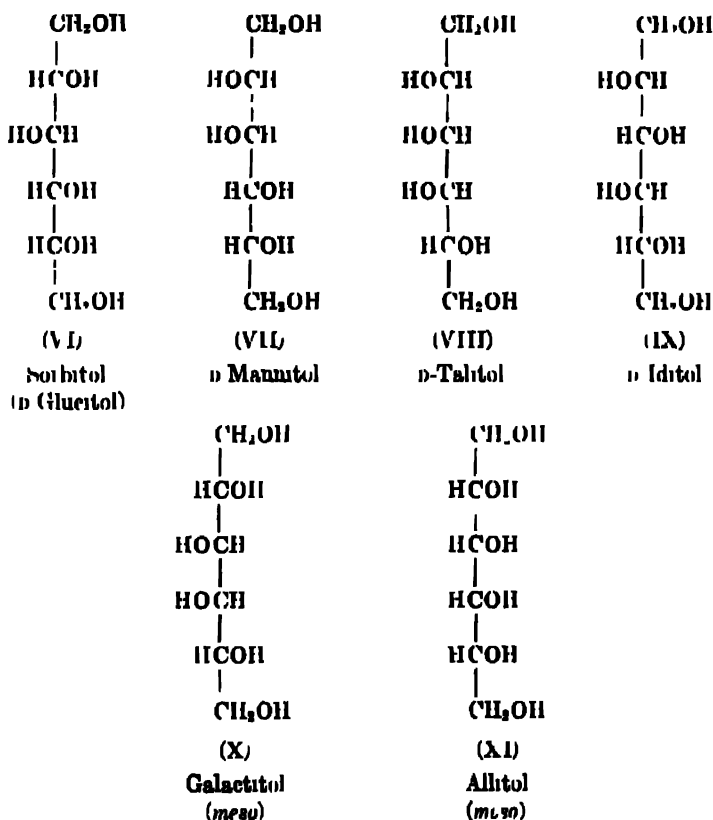 CH₂OH CH₂OH CH₂OH CH₂OH
HCOH HOCH HOCH HOCH
HOCH HOCH HOCH HCOH
HCOH HCOH HOCH HOCH
HCOH HCOH HCOH HCOH
CH₂OH CH₂OH CH₂OH CH₂OH
(VI) (VII) (VIII) (IX)
Sorbitol D Mannitol D-Talitol D Iditol
(D Glucitol)
CH₂OH CH₂OH
HCOH HCOH
HOCH HCOH
HOCH HCOH
HCOH HCOH
CH₂OH CH₂OH
(X) (XI)
Galactitol Allitol
(meso) (meso)